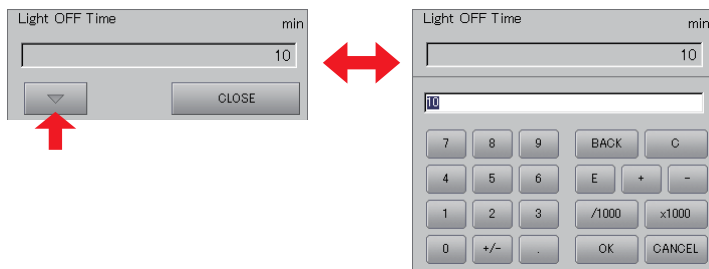 Light OFF Time min
10
CLOSE
Light OFF Time min
10
10
7 8 9 BACK C
4 5 6 E + -
1 2 3 /1000 x1000
0 +/- . OK CANCEL